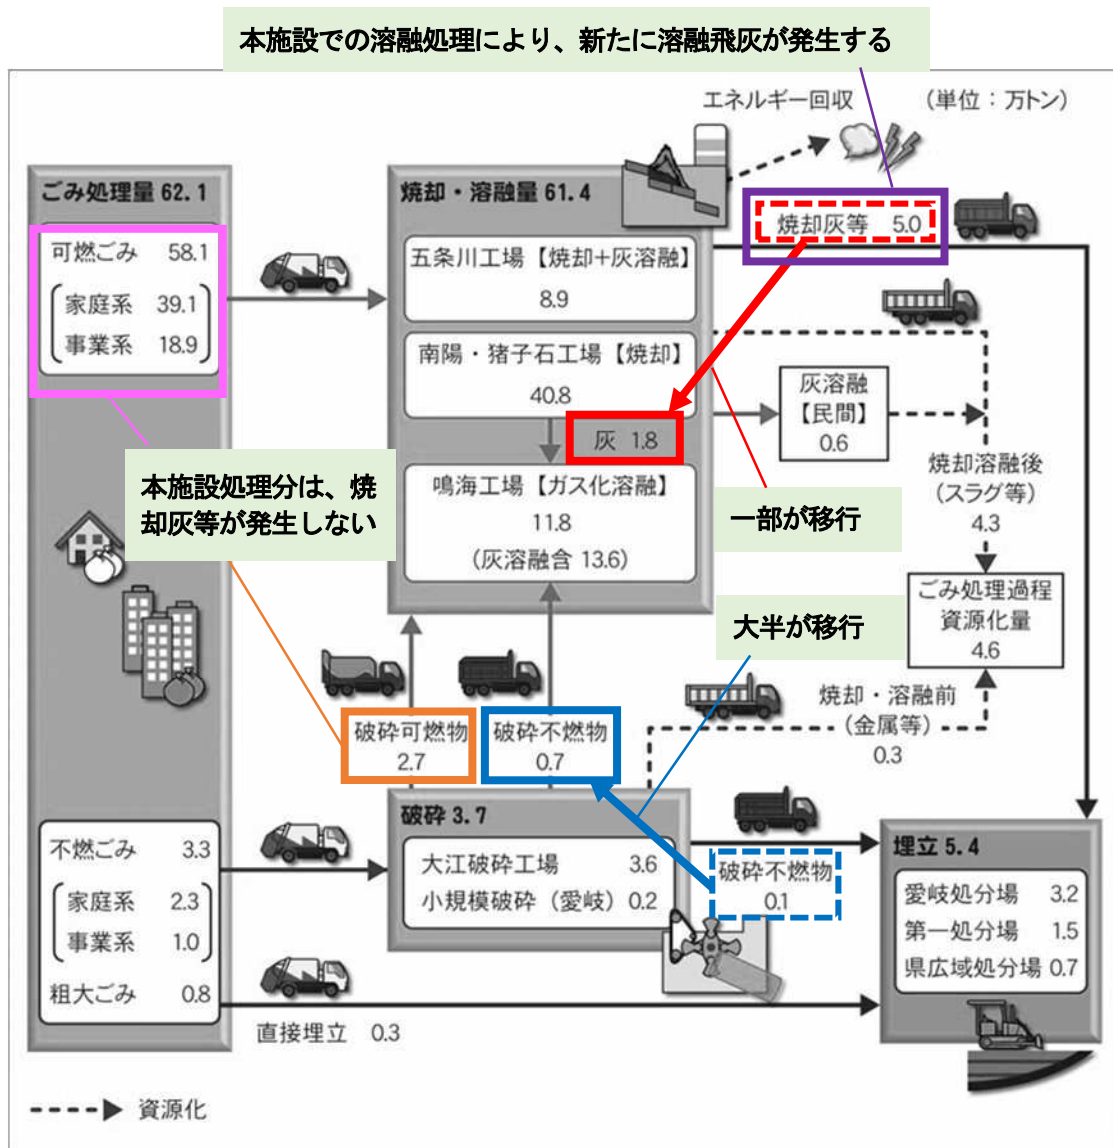 本施設での溶融処理により、新たに溶融飛灰が発生する
エネルギー回収
（単位：万トン）
ごみ処理量 62.1
可燃ごみ 58.1
家庭系 39.1
事業系 18.9
焼却・溶融量 61.4
五条川工場【焼却+灰溶融】
8.9
南陽・猪子石工場【焼却】
40.8
灰 1.8
鳴海工場【ガス化溶融】
11.8
(灰溶融含 13.6)
焼却灰等 5.0
灰溶融
【民間】
0.6
焼却溶融後
(スラグ等)
4.3
ごみ処理過程
資源化量
4.6
本施設処理分は、焼
却灰等が発生しない
一部が移行
大半が移行
焼却・溶融前
(金属等)
0.3
破砕可燃物
2.7
破砕不燃物
0.7
破砕 3.7
大江破砕工場 3.6
小規模破砕（愛岐）0.2
破砕不燃物
0.1
不燃ごみ 3.3
家庭系 2.3
事業系 1.0
粗大ごみ 0.8
直接埋立 0.3
埋立 5.4
愛岐処分場 3.2
第一処分場 1.5
県広域処分場 0.7
資源化